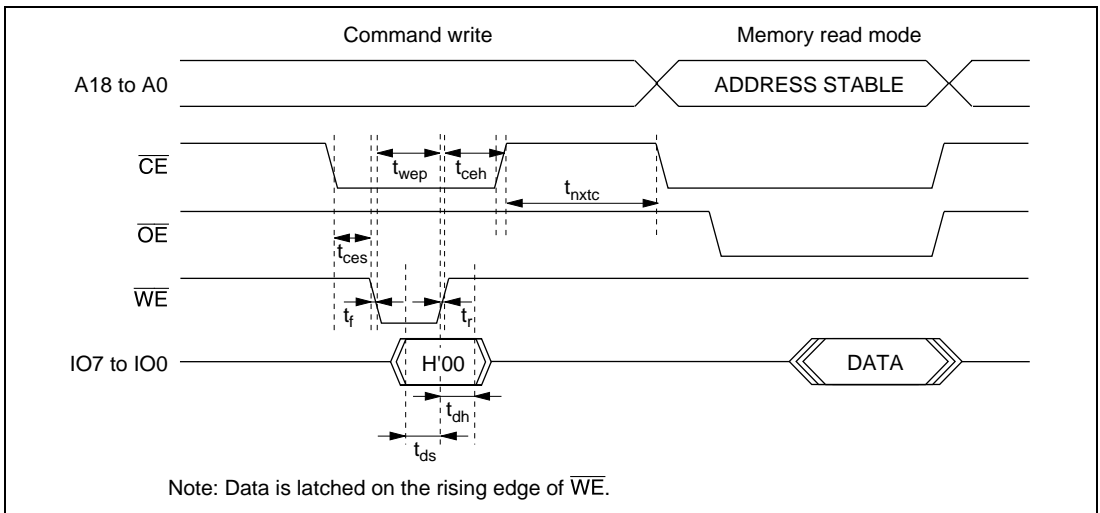 Command write Memory read mode
A18 to A0 ADDRESS STABLE
CE
twep tceh
tnxtc
OE
tces
WE
tf tr
IO7 to IO0 H'00 DATA
tdh
tds
Note: Data is latched on the rising edge of WE.